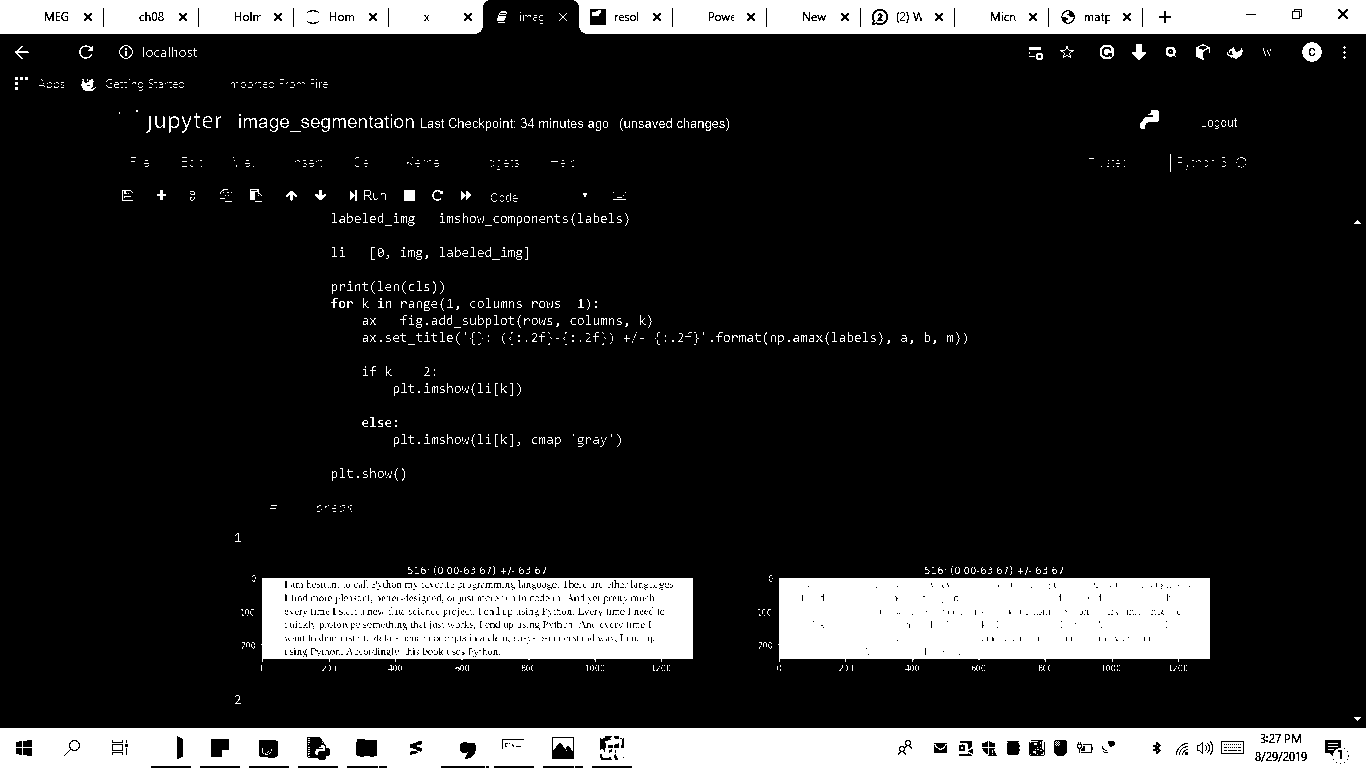 MEG ch08 Holm Hom x imag resol Powe New (2) W Micro matp
localhost
Apps Getting Started Imported From Fire
jupyter image_segmentation Last Checkpoint: 34 minutes ago (unsaved changes)
Logout
File Edit Insert Kernel Help Trusted Python 3
Run Code
labeled_img imshow_components(labels)
li [0, img, labeled_img]
print(len(cls))
for k in range(1, columns rows 1):
ax fig.add_subplot(rows, columns, k)
ax.set_title('{}: ({:.2f}-{:.2f}) +/- {:.2f}'.format(np.amax(labels), a, b, m))
if k 2:
plt.imshow(li[k])
else:
plt.imshow(li[k], cmap 'gray')
plt.show()
break
1
516: (0.00-63.67) +/- 63.67 516: (0.00-63.67) +/- 63.67
I am hesitant to call Python my favorite programming language. There are other languages
I find more pleasant, better-designed, or just more fun to code in. And yet pretty much
every time I start a new data science project, I end up using Python. Every time I need to
quickly prototype something that just works, I end up using Python. And every time I
want to demonstrate data science concepts in a clear, easy-to-understand way, I end up
using Python. Accordingly, this book uses Python.
0 100 200
0 200 400 600 800 1000 1200
0 100 200
0 200 400 600 800 1000 1200
2
3:27 PM
8/29/2019